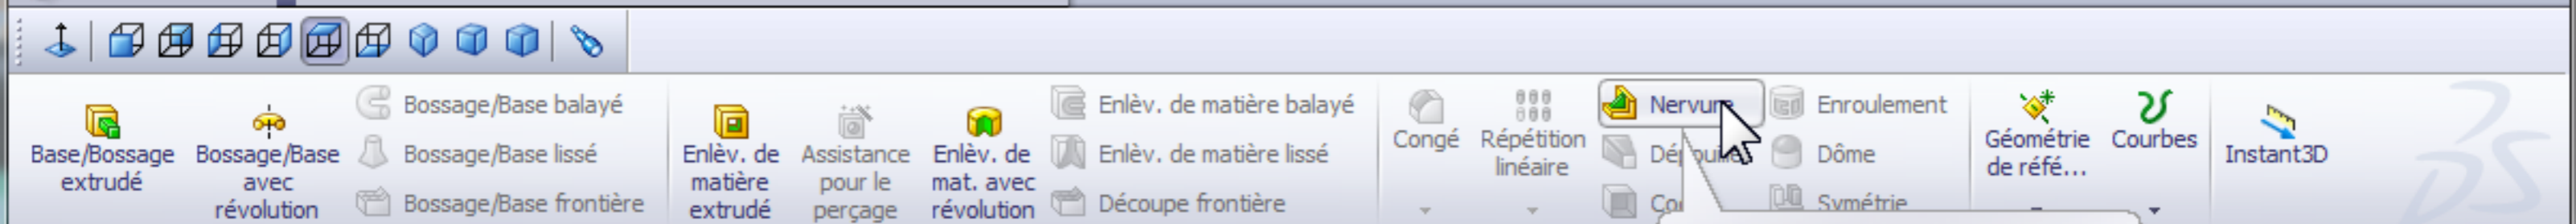 Base/Bossage
extrudé
Bossage/Base
avec
révolution
Bossage/Base balayé
Bossage/Base lissé
Bossage/Base frontière
Enlèv. de
matière
extrudé
Assistance
pour le
perçage
Enlèv. de
mat. avec
révolution
Enlèv. de matière balayé
Enlèv. de matière lissé
Découpe frontière
Congé
Répétition
linéaire
Nervure
Dépouille
Enroulement
Dôme
Symétrie
Géométrie
de réfé...
Courbes
Instant3D